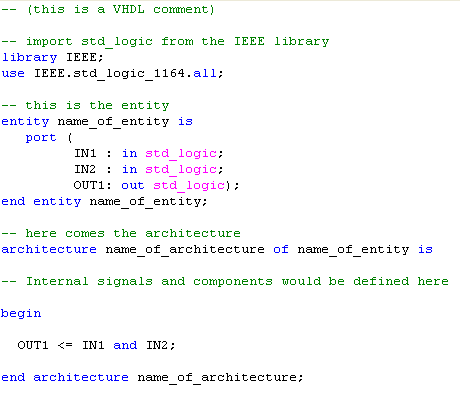 -- (this is a VHDL comment)
-- import std_logic from the IEEE library
library IEEE;
use IEEE.std_logic_1164.all;
-- this is the entity
entity name_of_entity is
   port (
         IN1 : in std_logic;
         IN2 : in std_logic;
         OUT1: out std_logic);
end entity name_of_entity;
-- here comes the architecture
architecture name_of_architecture of name_of_entity is
-- Internal signals and components would be defined here
begin
  OUT1 <= IN1 and IN2;
end architecture name_of_architecture;